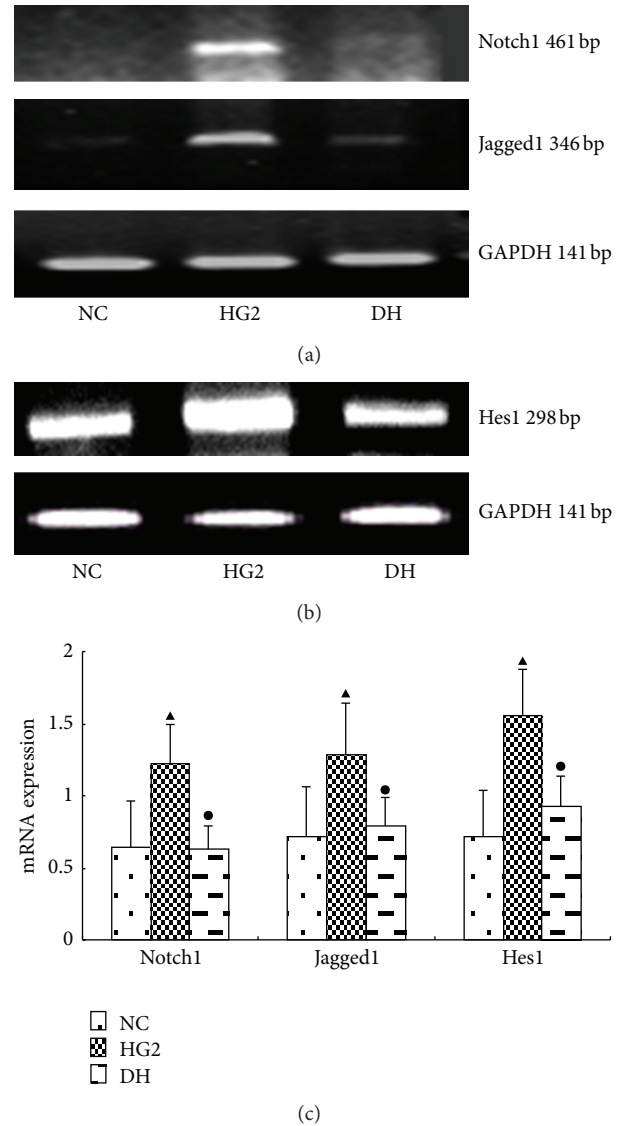 Notch1 461 bp
Jagged1 346 bp
GAPDH 141 bp
NC HG2 DH
(a)
Hes1 298 bp
GAPDH 141 bp
NC HG2 DH
(b)
2
1.5
1
0.5
0
mRNA expression
Notch1 Jagged1 Hes1
NC
HG2
DH
(c)